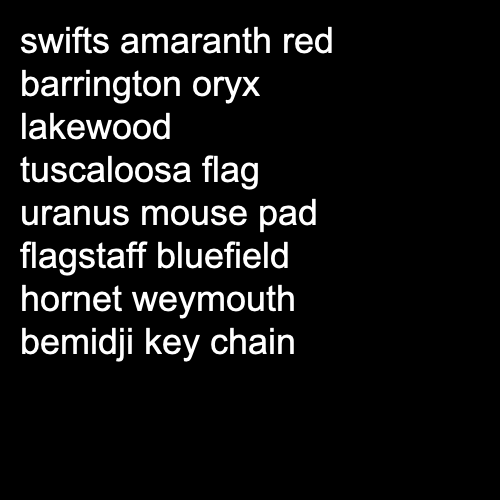 swifts amaranth red
barrington oryx
lakewood
tuscaloosa flag
uranus mouse pad
flagstaff bluefield
hornet weymouth
bemidji key chain